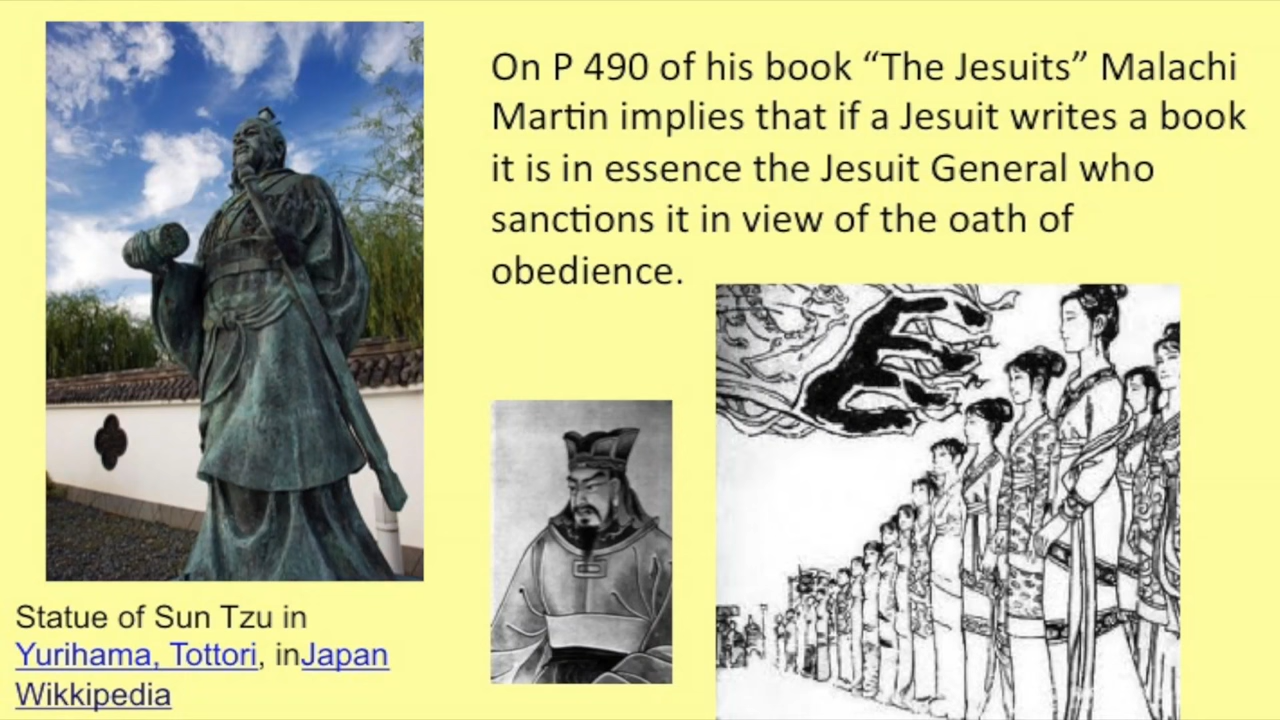 On P 490 of his book “The Jesuits” Malachi
Martin implies that if a Jesuit writes a book
it is in essence the Jesuit General who
sanctions it in view of the oath of
obedience.
Statue of Sun Tzu in
Yurihama, Tottori, inJapan
Wikkipedia